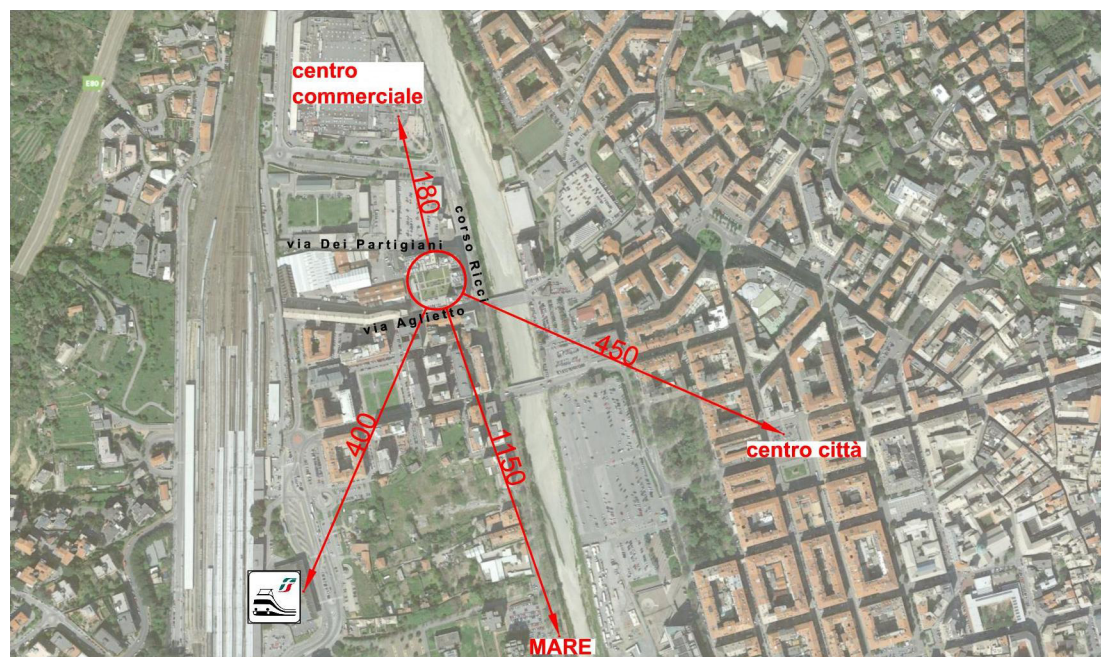 centro
commerciale
E80
180
corso Ricci
via Dei Partigiani
via Aglietto
450
400
1150
centro città
MARE